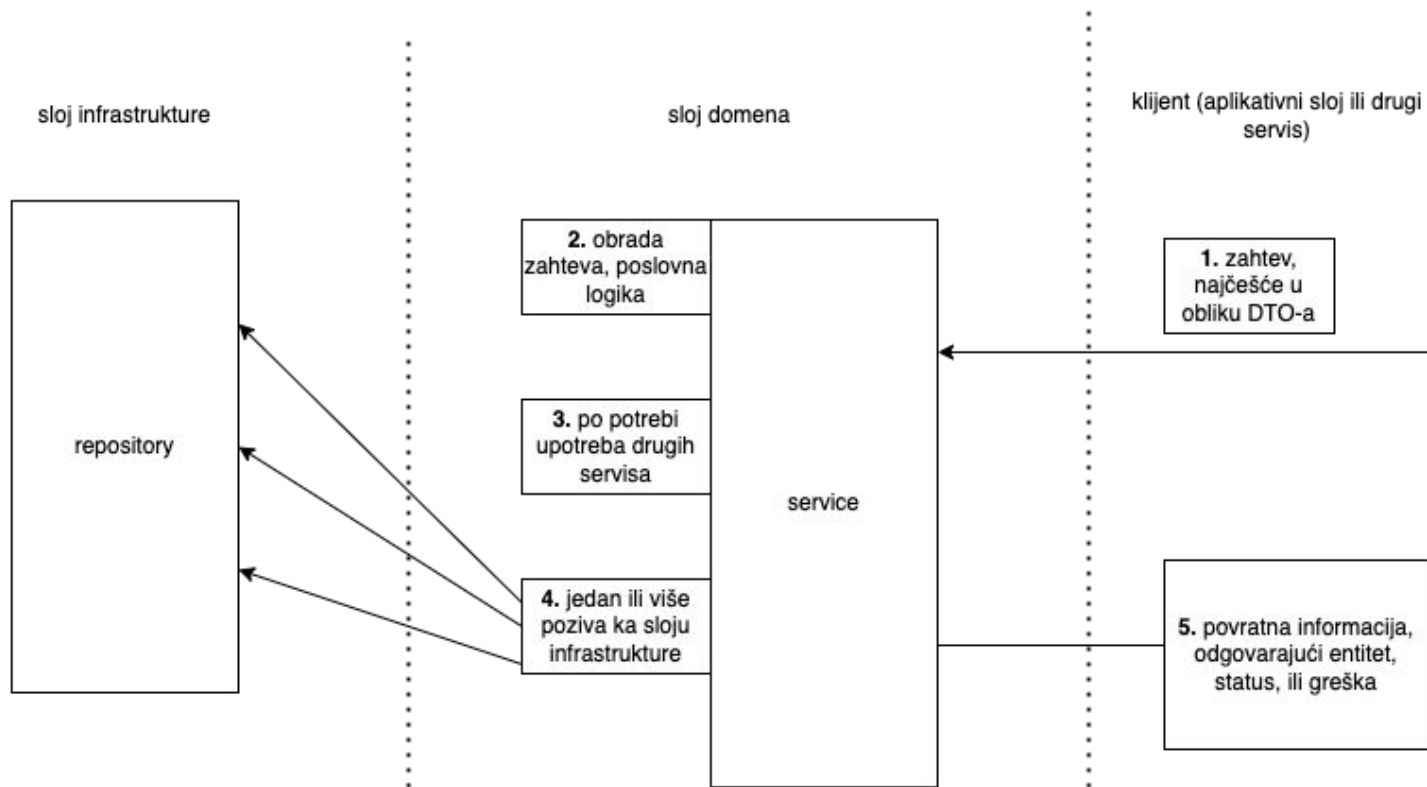 sloj infrastrukture
sloj domena
klijent (aplikativni sloj ili drugi
servis)
repository
2. obrada
zahteva, poslovna
logika
3. po potrebi
upotreba drugih
servisa
4. jedan ili više
poziva ka sloju
infrastrukture
service
1. zahtev,
najčešće u
obliku DTO-a
5. povratna informacija,
odgovarajući entitet,
status, ili greška